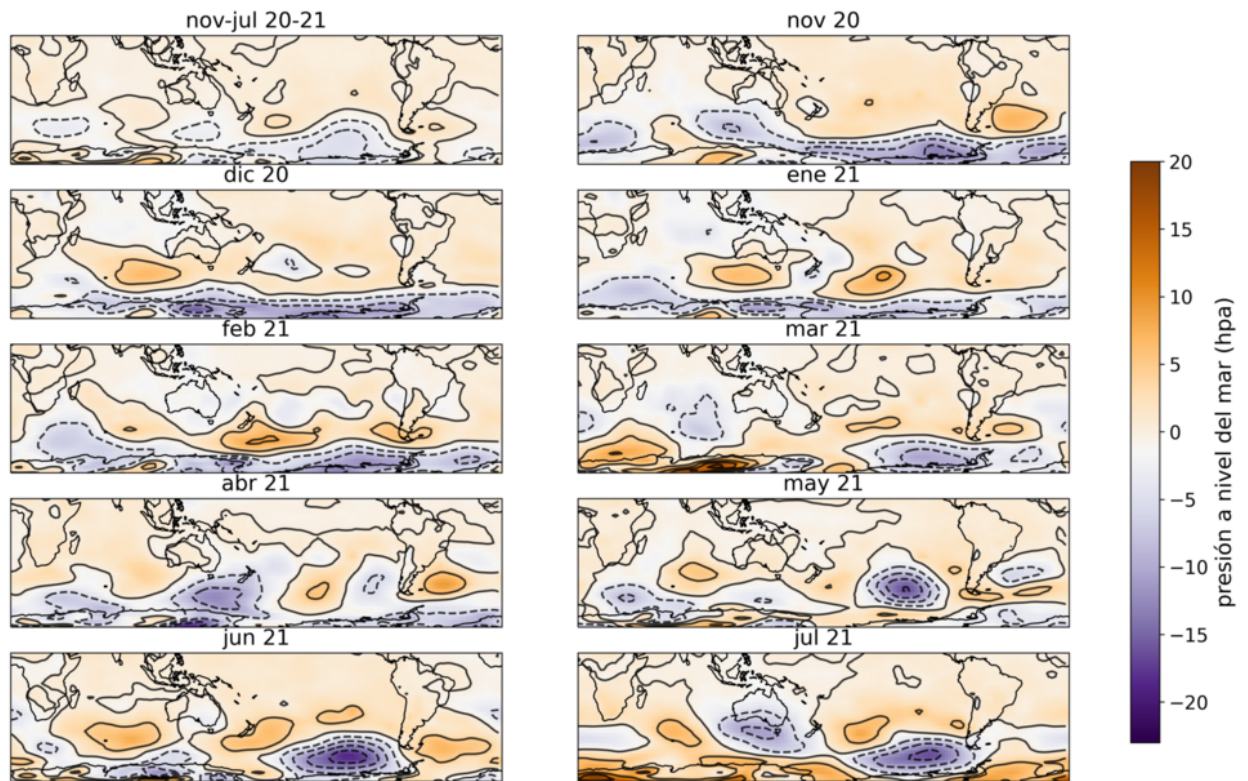 nov-jul 20-21
nov 20
dic 20
ene 21
feb 21
mar 21
abr 21
may 21
jun 21
jul 21
20
15
10
5
0
−5
−10
−15
−20
presión a nivel del mar (hpa)